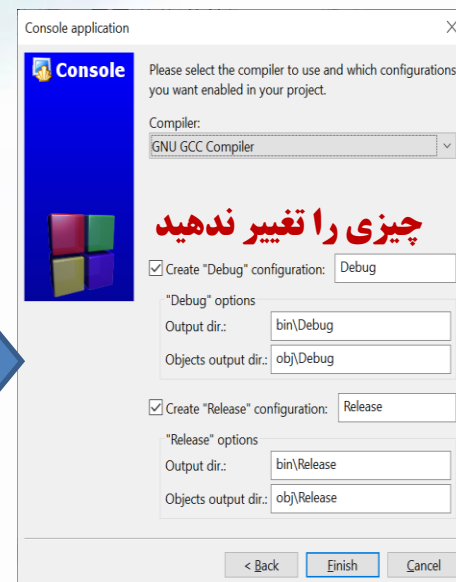 Console application
Console
Please select the compiler to use and which configurations
you want enabled in your project.
Compiler:
GNU GCC Compiler
چیزی را تغییر ندهید
Create "Debug" configuration: Debug
"Debug" options
Output dir.: bin\Debug
Objects output dir.: obj\Debug
Create "Release" configuration: Release
"Release" options
Output dir.: bin\Release
Objects output dir.: obj\Release
< Back Finish Cancel